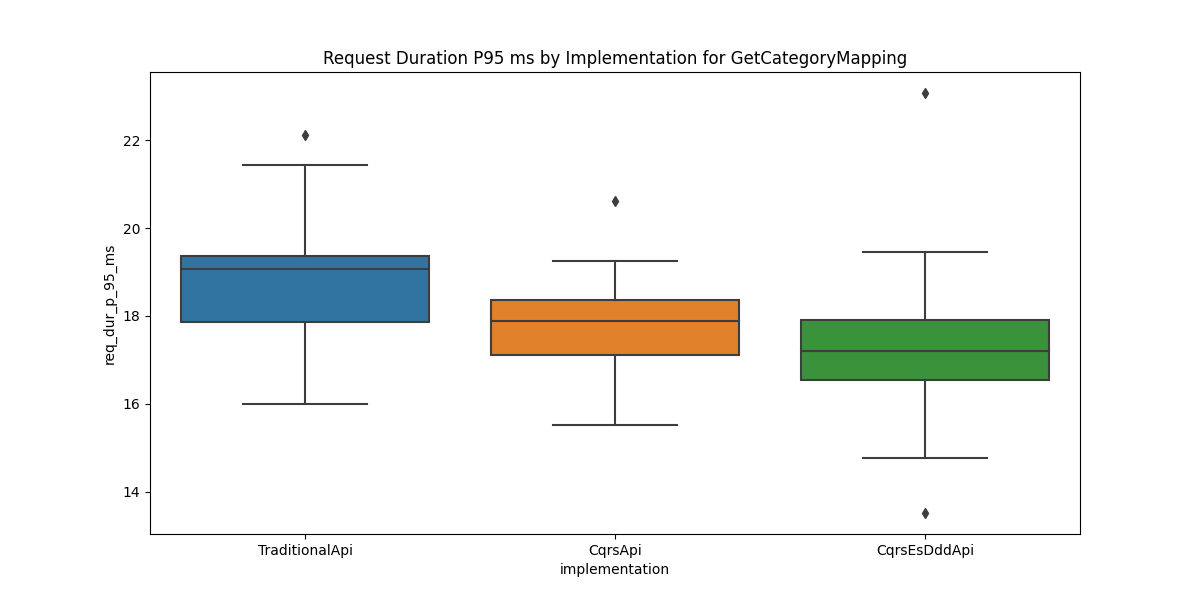 Request Duration P95 ms by Implementation for GetCategoryMapping
req_dur_p_95_ms
22
20
18
16
14
TraditionalApi
CqrsApi
CqrsEsDddApi
implementation